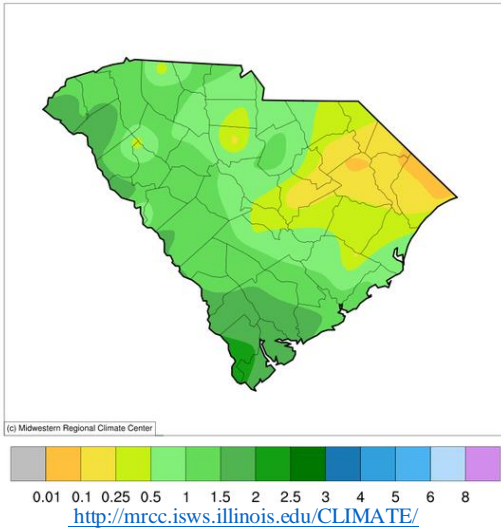 (c) Midwestern Regional Climate Center
0.01 0.1 0.25 0.5 1 1.5 2 2.5 3 4 5 6 8
http://mrcc.isws.illinois.edu/CLIMATE/